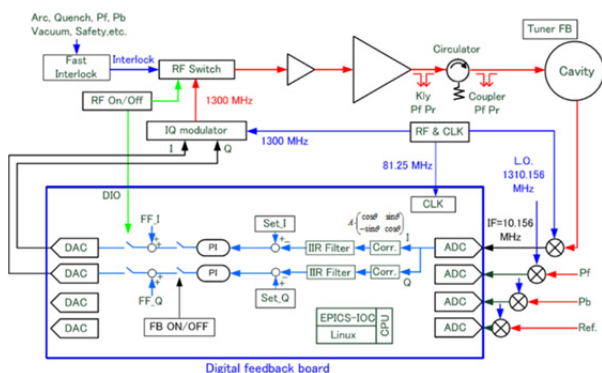 Arc, Quench, Pf, Pb
Vacuum, Safety,etc.
Tuner FB
Fast
Interlock
Interlock
RF Switch
Circulator
Cavity
RF On/Off
1300 MHz
Kly
Pf Pr
Coupler
Pf Pr
IQ modulator
1300 MHz
RF & CLK
I
Q
81.25 MHz
L.O.
1310.156
MHz
DIO
CLK
FF_I
Set_I
A·(cosθ sinθ
−sinθ cosθ)
I
IF=10.156
MHz
DAC
+
+
PI
+
−
IIR Filter
Corr.
ADC
DAC
+
+
PI
+
−
IIR Filter
Corr.
Q
ADC
Pf
FF_Q
Set_Q
DAC
FB ON/OFF
EPICS-IOC
Linux
CPU
ADC
Pb
DAC
ADC
Ref.
Digital feedback board